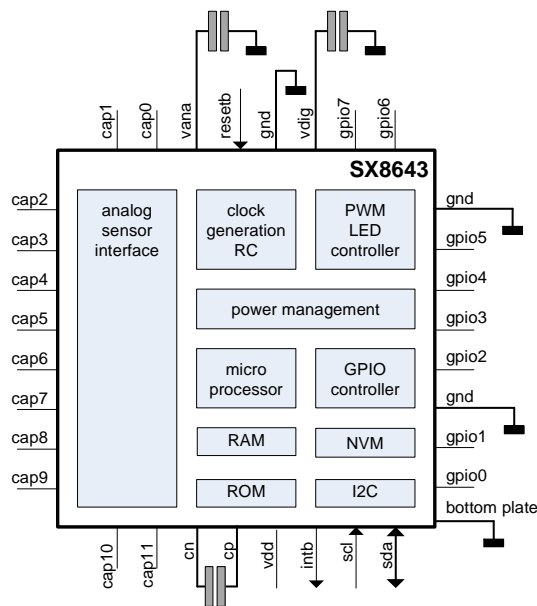 cap1
cap0
vana
resetb
gnd
vdig
gpio7
gpio6
SX8643
cap2
cap3
cap4
cap5
cap6
cap7
cap8
cap9
analog
sensor
interface
clock
generation
RC
PWM
LED
controller
power management
micro
processor
GPIO
controller
RAM
NVM
ROM
I2C
gnd
gpio5
gpio4
gpio3
gpio2
gnd
gpio1
gpio0
bottom plate
cap10
cap11
cn
cp
vdd
intb
scl
sda